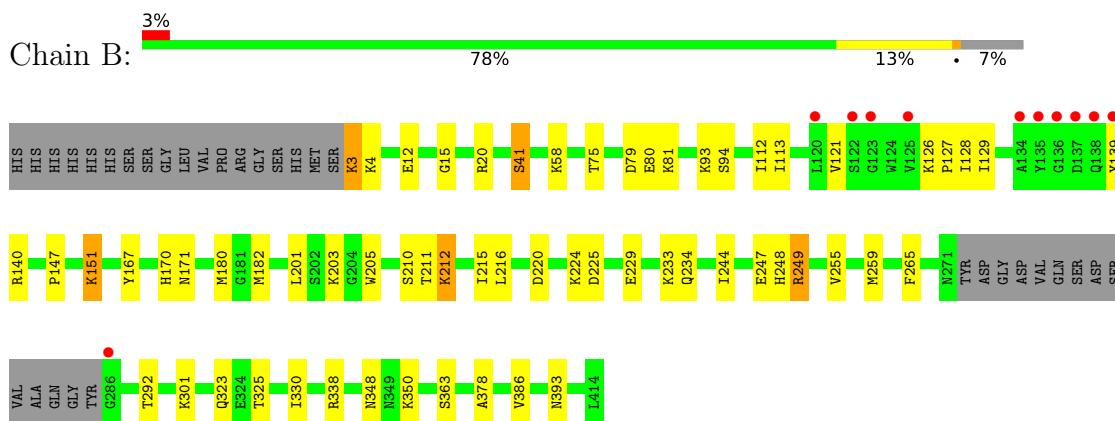 3%
Chain B:
78% 13% • 7%
HIS HIS HIS HIS HIS HIS SER SER GLY LEU VAL PRO ARG GLY SER HIS MET SER K3 K4 E12 G15 R20 S41 K58 T75 D79 E80 K81 K93 S94 I112 I113 L120 V121 S122 G123 W124 V125 K126 P127 I128 I129 A134 Y135 G136 D137 Q138 Y139
R140 P147 K151 Y167 H170 N171 M180 G181 M182 L201 S202 K203 G204 W205 S210 T211 K212 I215 L216 D220 K224 D225 E229 K233 Q234 I244 E247 H248 R249 V255 M259 F265 N271 TYR ASP GLY ASP VAL GLN SER ASP SER
VAL ALA GLN GLY TYR G286 T292 K301 Q323 E324 T325 I330 R338 N348 N349 K350 S363 A378 V386 N393 L414